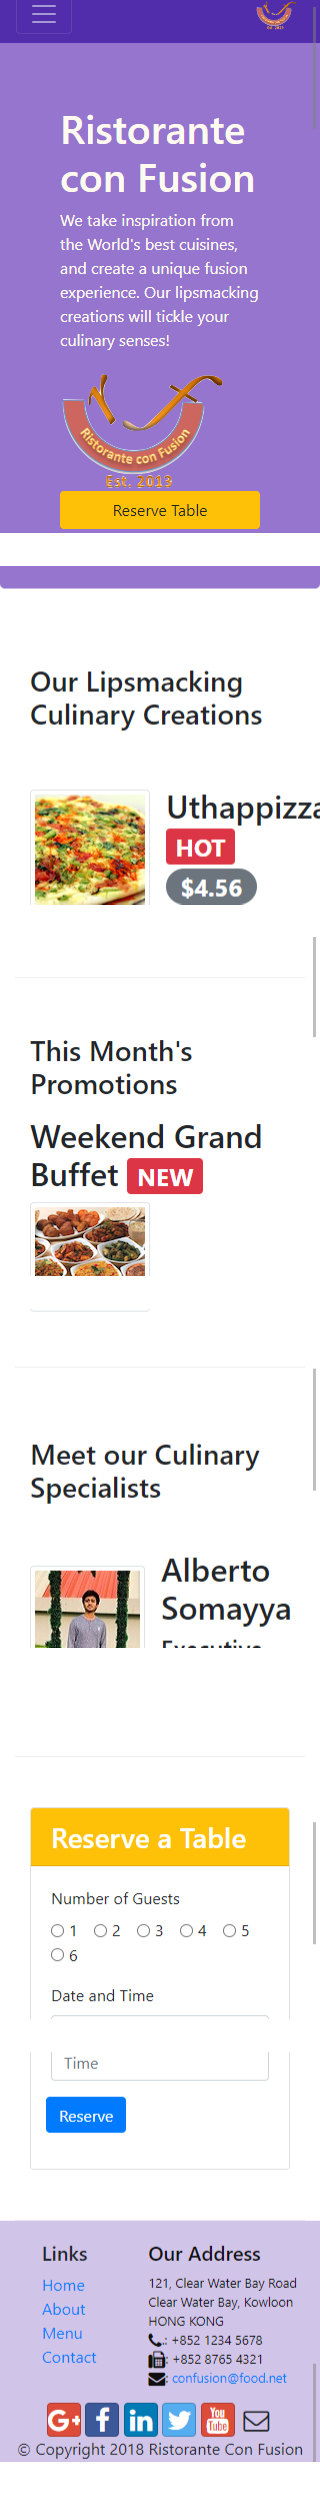 Ristorante
con Fusion
We take inspiration from
the World's best cuisines,
and create a unique fusion
experience. Our lipsmacking
creations will tickle your
culinary senses!
Ristorante con Fusion
Est. 2013
Reserve Table
Our Lipsmacking
Culinary Creations
Uthappizza
HOT
$4.56
This Month's
Promotions
Weekend Grand
Buffet NEW
Meet our Culinary
Specialists
Alberto
Somayya
Executive
Reserve a Table
Number of Guests
1 2 3 4 5
6
Date and Time
Time
Reserve
Links
Home
About
Menu
Contact
Our Address
121, Clear Water Bay Road
Clear Water Bay, Kowloon
HONG KONG
: +852 1234 5678
: +852 8765 4321
: confusion@food.net
G+ f in You Tube
© Copyright 2018 Ristorante Con Fusion